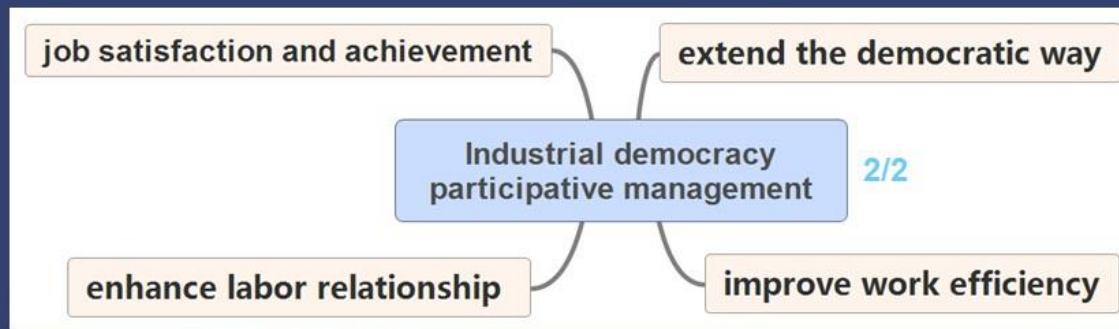 job satisfaction and achievement
extend the democratic way
Industrial democracy
participative management
2/2
enhance labor relationship
improve work efficiency